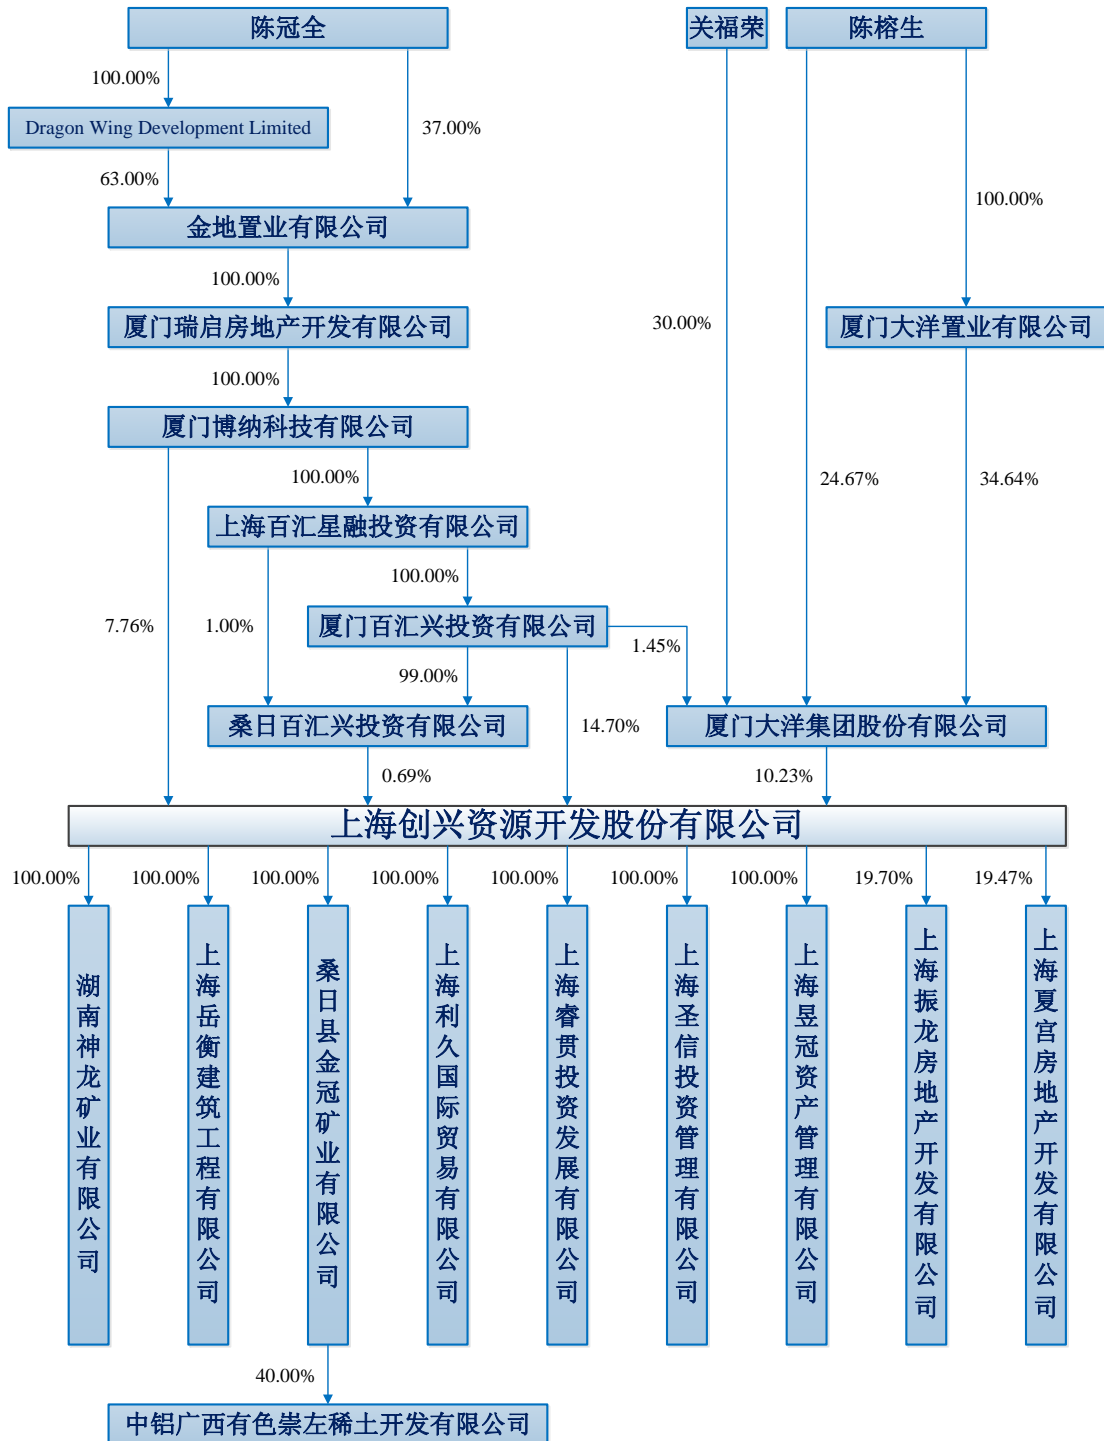 陈冠全
关福荣
陈榕生
100.00%
Dragon Wing Development Limited
37.00%
63.00%
100.00%
金地置业有限公司
100.00%
厦门瑞启房地产开发有限公司
30.00%
厦门大洋置业有限公司
100.00%
厦门博纳科技有限公司
100.00%
24.67%
34.64%
上海百汇星融投资有限公司
100.00%
7.76%
1.00%
厦门百汇兴投资有限公司
1.45%
99.00%
桑日百汇兴投资有限公司
14.70%
厦门大洋集团股份有限公司
0.69%
10.23%
上海创兴资源开发股份有限公司
100.00%
100.00%
100.00%
100.00%
100.00%
100.00%
100.00%
19.70%
19.47%
湖南神龙矿业有限公司
上海岳衡建筑工程有限公司
桑日县金冠矿业有限公司
上海利久国际贸易有限公司
上海睿贯投资发展有限公司
上海圣信投资管理有限公司
上海昱冠资产管理有限公司
上海振龙房地产开发有限公司
上海夏宫房地产开发有限公司
40.00%
中铝广西有色崇左稀土开发有限公司